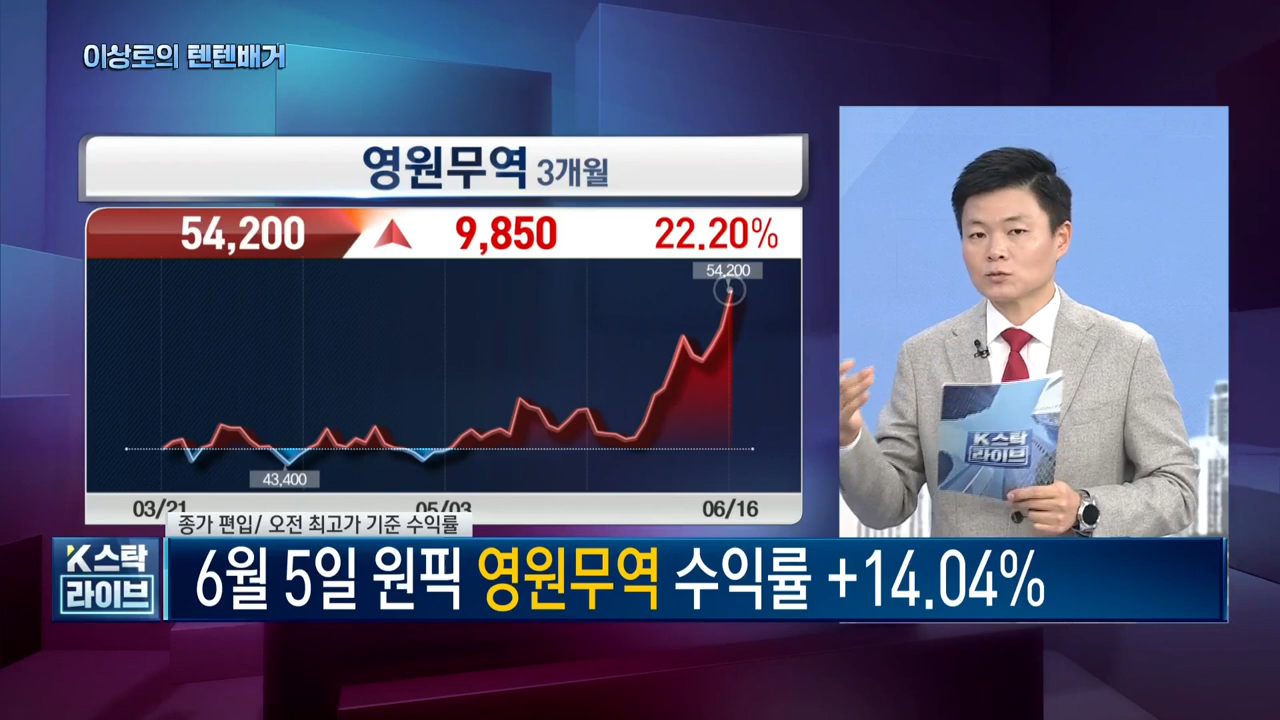 이상로의 텐텐배거
영원무역 3개월
54,200 ▲ 9,850 22.20%
54,200
43,400
03/21 05/03 06/16
종가 편입/ 오전 최고가 기준 수익률
K스탁
라이브
6월 5일 원픽 영원무역 수익률 +14.04%
K스탁
라이브